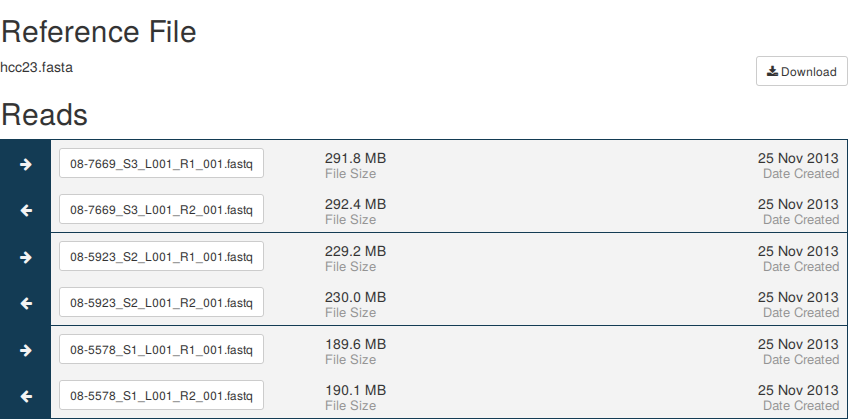 Reference File
hcc23.fasta
Download
Reads
08-7669_S3_L001_R1_001.fastq 291.8 MB 25 Nov 2013
File Size Date Created
08-7669_S3_L001_R2_001.fastq 292.4 MB 25 Nov 2013
File Size Date Created
08-5923_S2_L001_R1_001.fastq 229.2 MB 25 Nov 2013
File Size Date Created
08-5923_S2_L001_R2_001.fastq 230.0 MB 25 Nov 2013
File Size Date Created
08-5578_S1_L001_R1_001.fastq 189.6 MB 25 Nov 2013
File Size Date Created
08-5578_S1_L001_R2_001.fastq 190.1 MB 25 Nov 2013
File Size Date Created